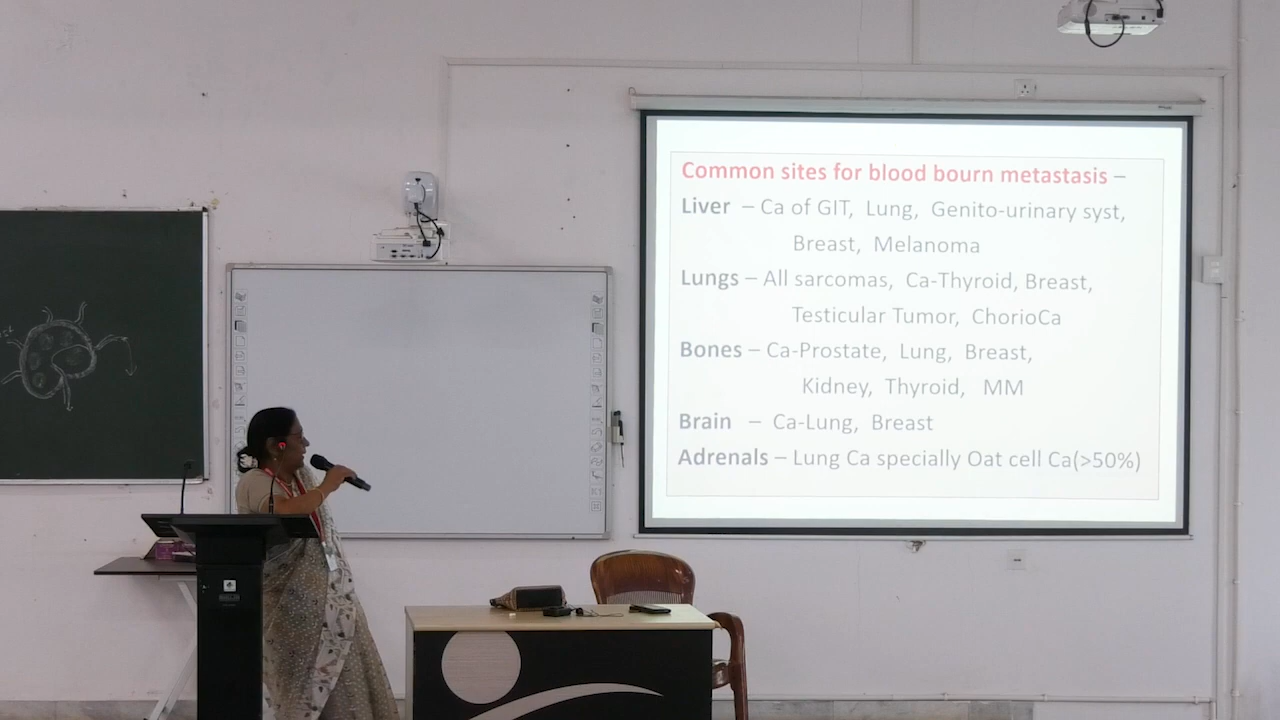 Common sites for blood bourn metastasis –
Liver – Ca of GIT, Lung, Genito-urinary syst,
Breast, Melanoma
Lungs – All sarcomas, Ca-Thyroid, Breast,
Testicular Tumor, ChorioCa
Bones – Ca-Prostate, Lung, Breast,
Kidney, Thyroid, MM
Brain – Ca-Lung, Breast
Adrenals – Lung Ca specially Oat cell Ca(>50%)